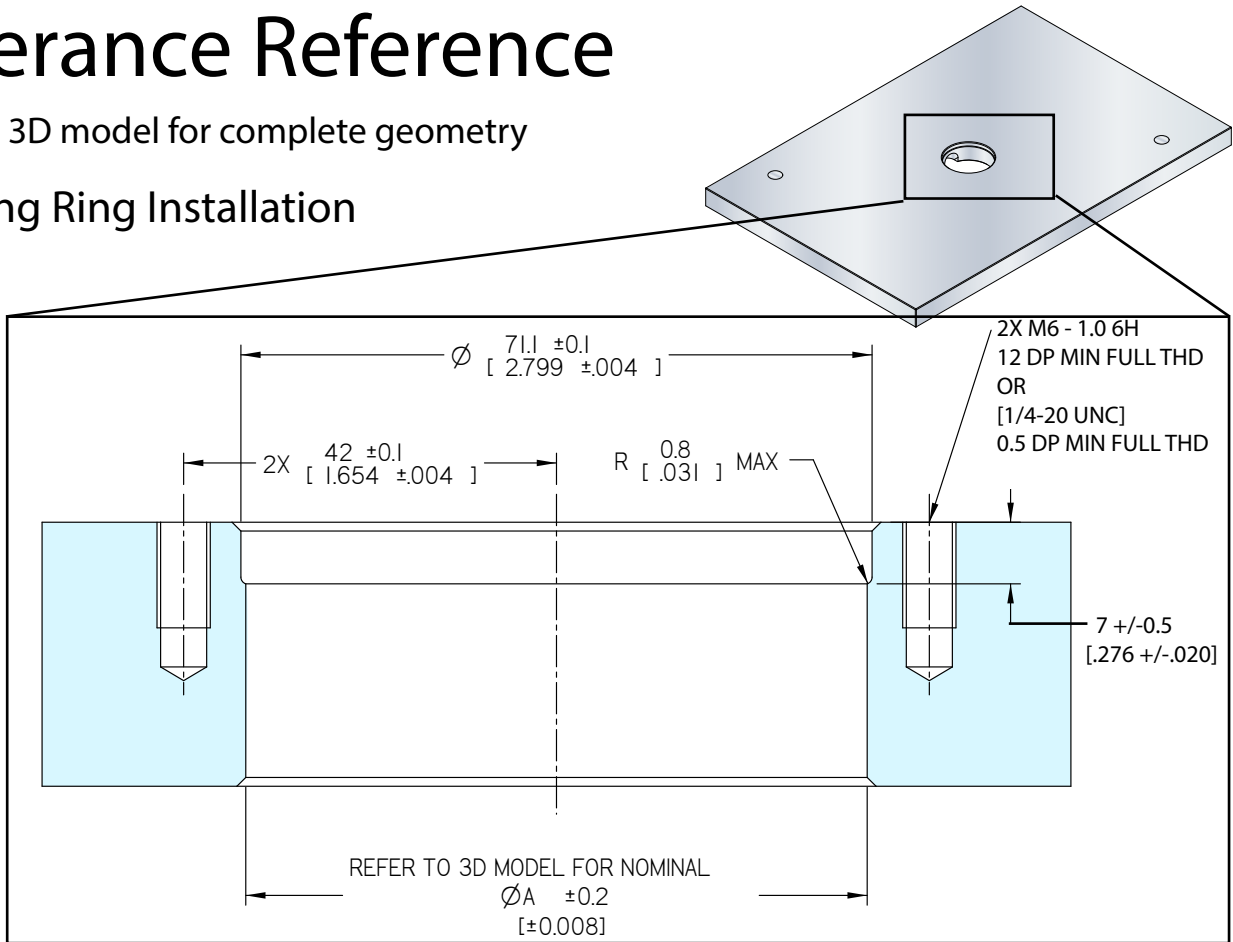 erance Reference
3D model for complete geometry
ng Ring Installation
2X M6 - 1.0 6H
12 DP MIN FULL THD
OR
[1/4-20 UNC]
0.5 DP MIN FULL THD
Ø 71.1 ±0.1
[ 2.799 ±.004 ]
2X 42 ±0.1
[ 1.654 ±.004 ]
R 0.8 MAX
[ .031 ]
7 +/-0.5
[.276 +/-.020]
REFER TO 3D MODEL FOR NOMINAL
ØA ±0.2
[±0.008]